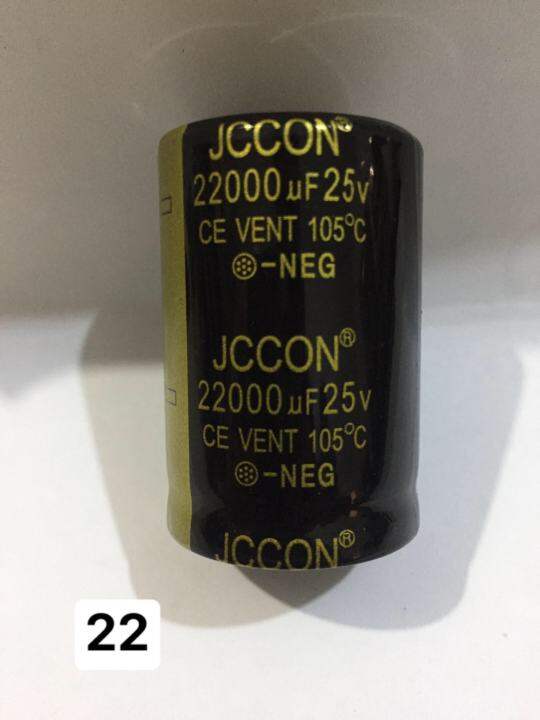 JCCON®
22000µF25v
CE VENT 105°C
-NEG
JCCON®
22000µF25v
CE VENT 105°C
-NEG
JCCON®
22